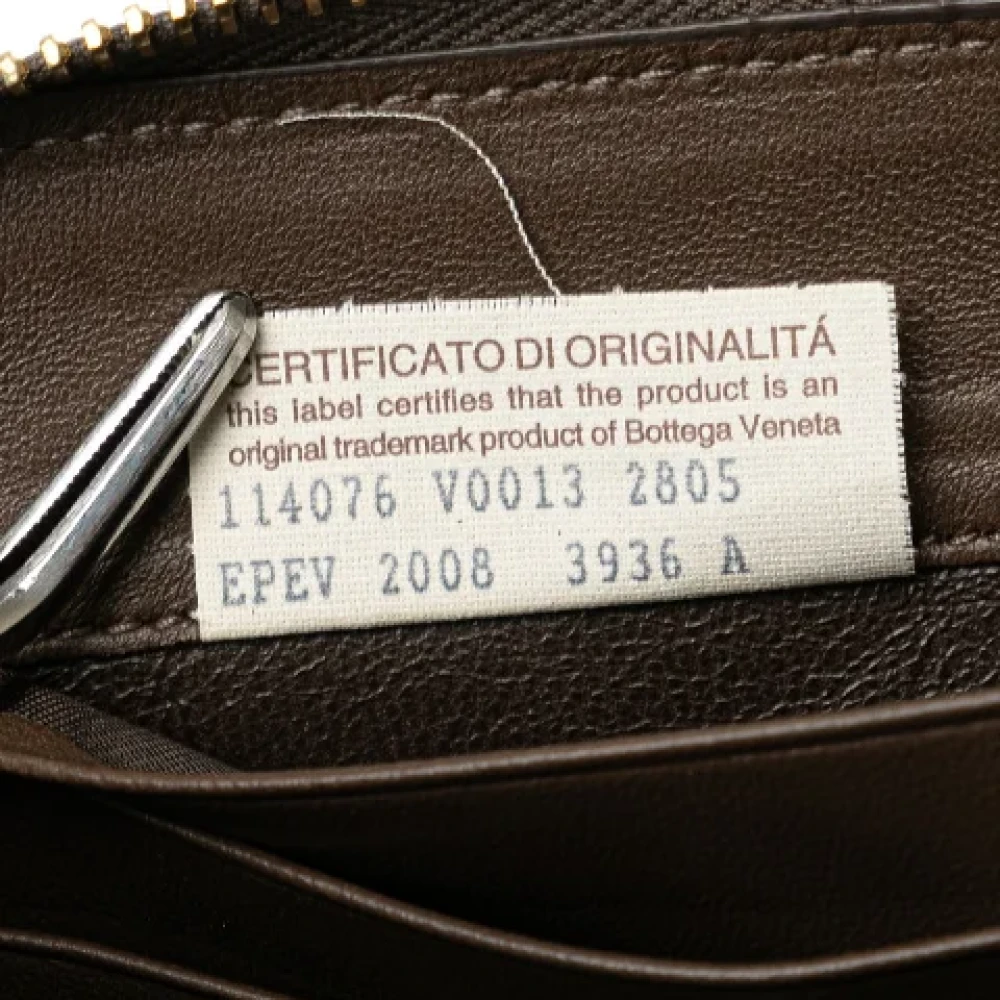 CERTIFICATO DI ORIGINALITÁ
this label certifies that the product is an
original trademark product of Bottega Veneta
114076 V0013 2805
EPEV 2008 3936 A